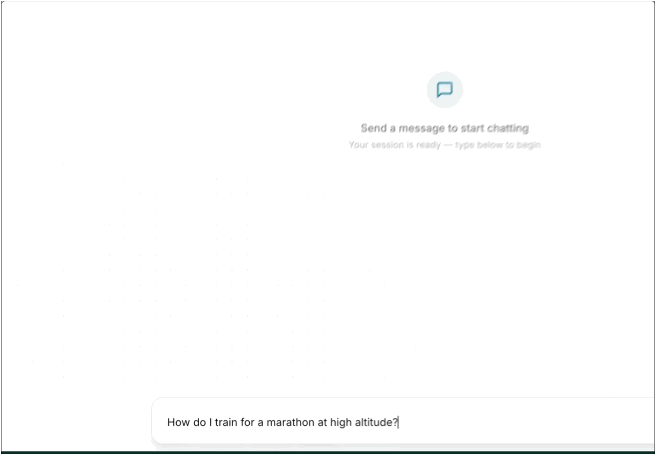 Send a message to start chatting
Your session is ready — type below to begin
How do I train for a marathon at high altitude?